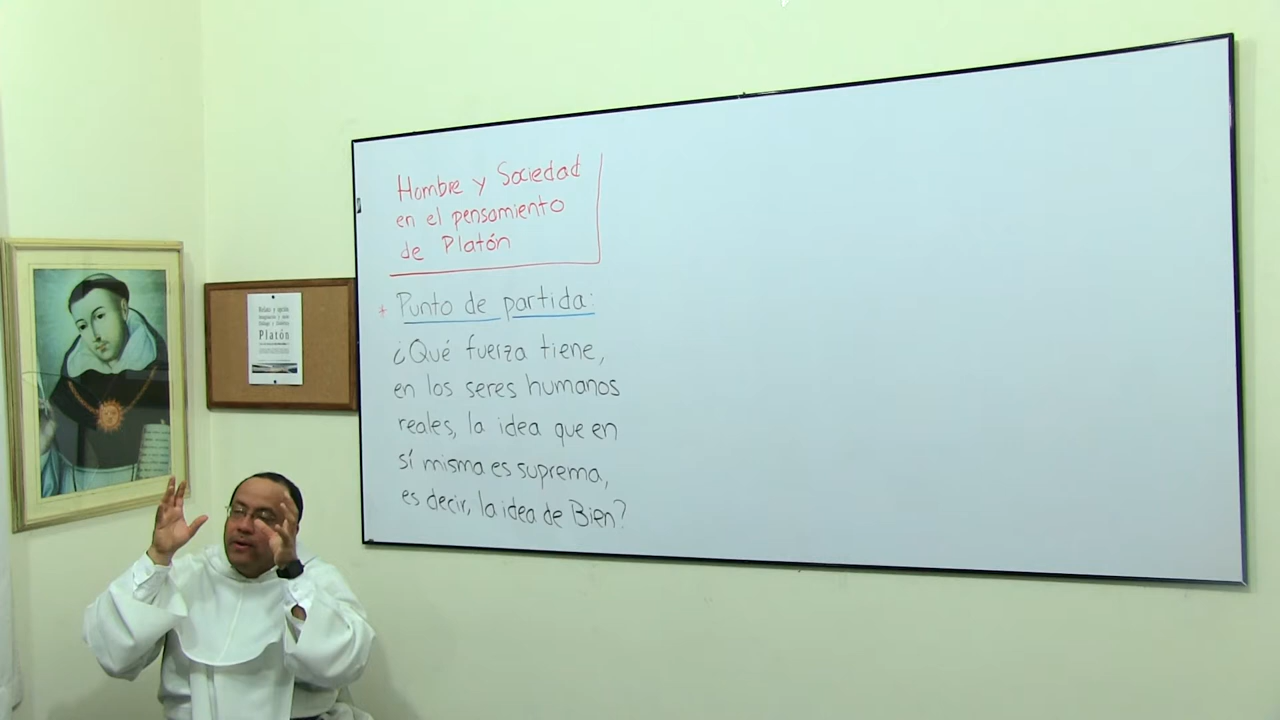 Hombre y Sociedad
en el pensamiento
de Platón
* Punto de partida:
¿Qué fuerza tiene,
en los seres humanos
reales, la idea que en
sí misma es suprema,
es decir, la idea de Bien?
Platón